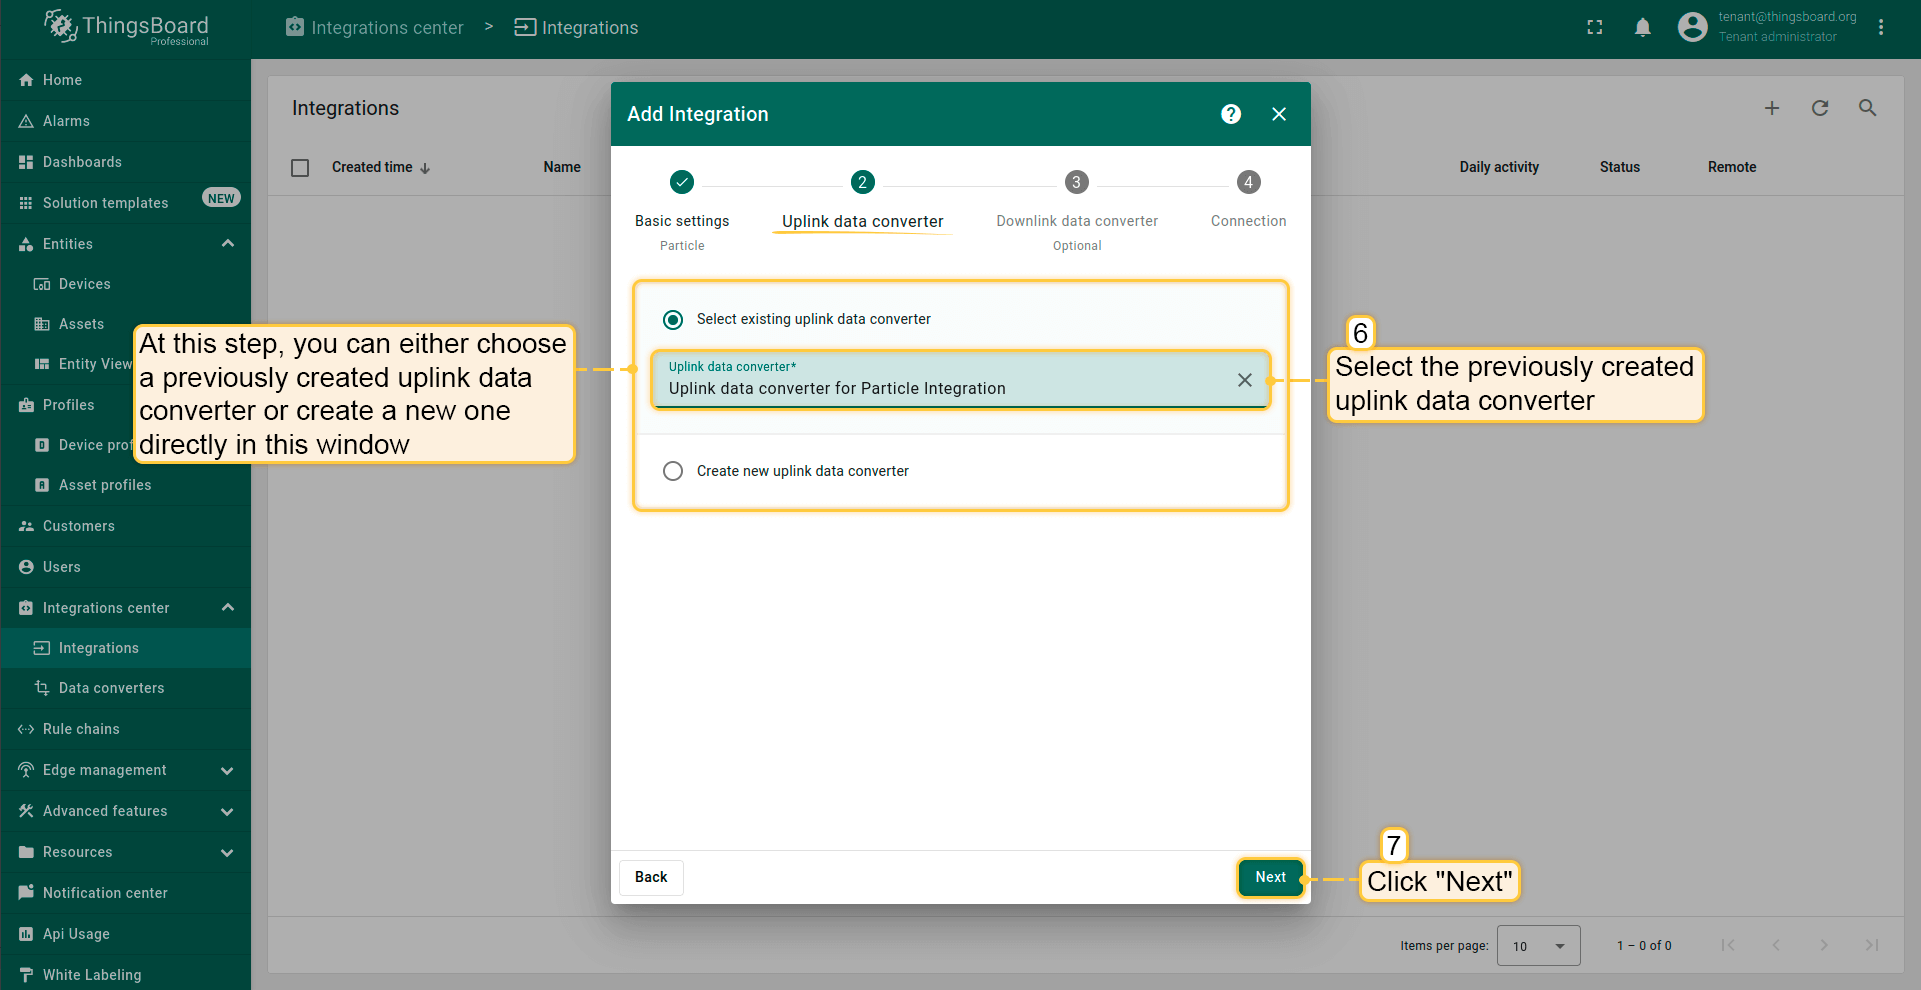 ThingsBoard
Professional
Integrations center > Integrations
tenant@thingsboard.org
Tenant administrator
Home
Alarms
Dashboards
Solution templates NEW
Entities
Devices
Assets
Entity View
Profiles
Device prof
Asset profiles
Customers
Users
Integrations center
Integrations
Data converters
Rule chains
Edge management
Advanced features
Resources
Notification center
Api Usage
White Labeling
Integrations
Created time Name Daily activity Status Remote
Add Integration
2 3 4
Basic settings Uplink data converter Downlink data converter Connection
Particle Optional
Select existing uplink data converter
Uplink data converter*
Uplink data converter for Particle Integration
Create new uplink data converter
At this step, you can either choose
a previously created uplink data
converter or create a new one
directly in this window
6
Select the previously created
uplink data converter
Back Next
7
Click "Next"
Items per page: 10 1 – 0 of 0